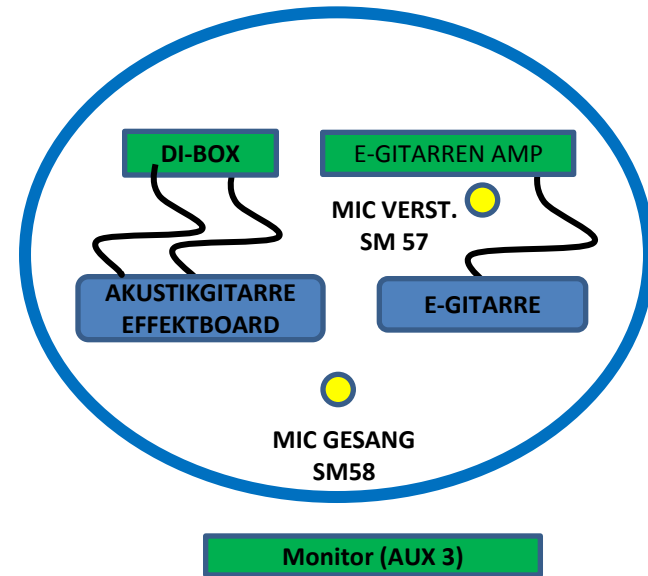 DI-BOX
E-GITARREN AMP
MIC VERST.
SM 57
AKUSTIKGITARRE
EFFEKTBOARD
E-GITARRE
MIC GESANG
SM58
Monitor (AUX 3)